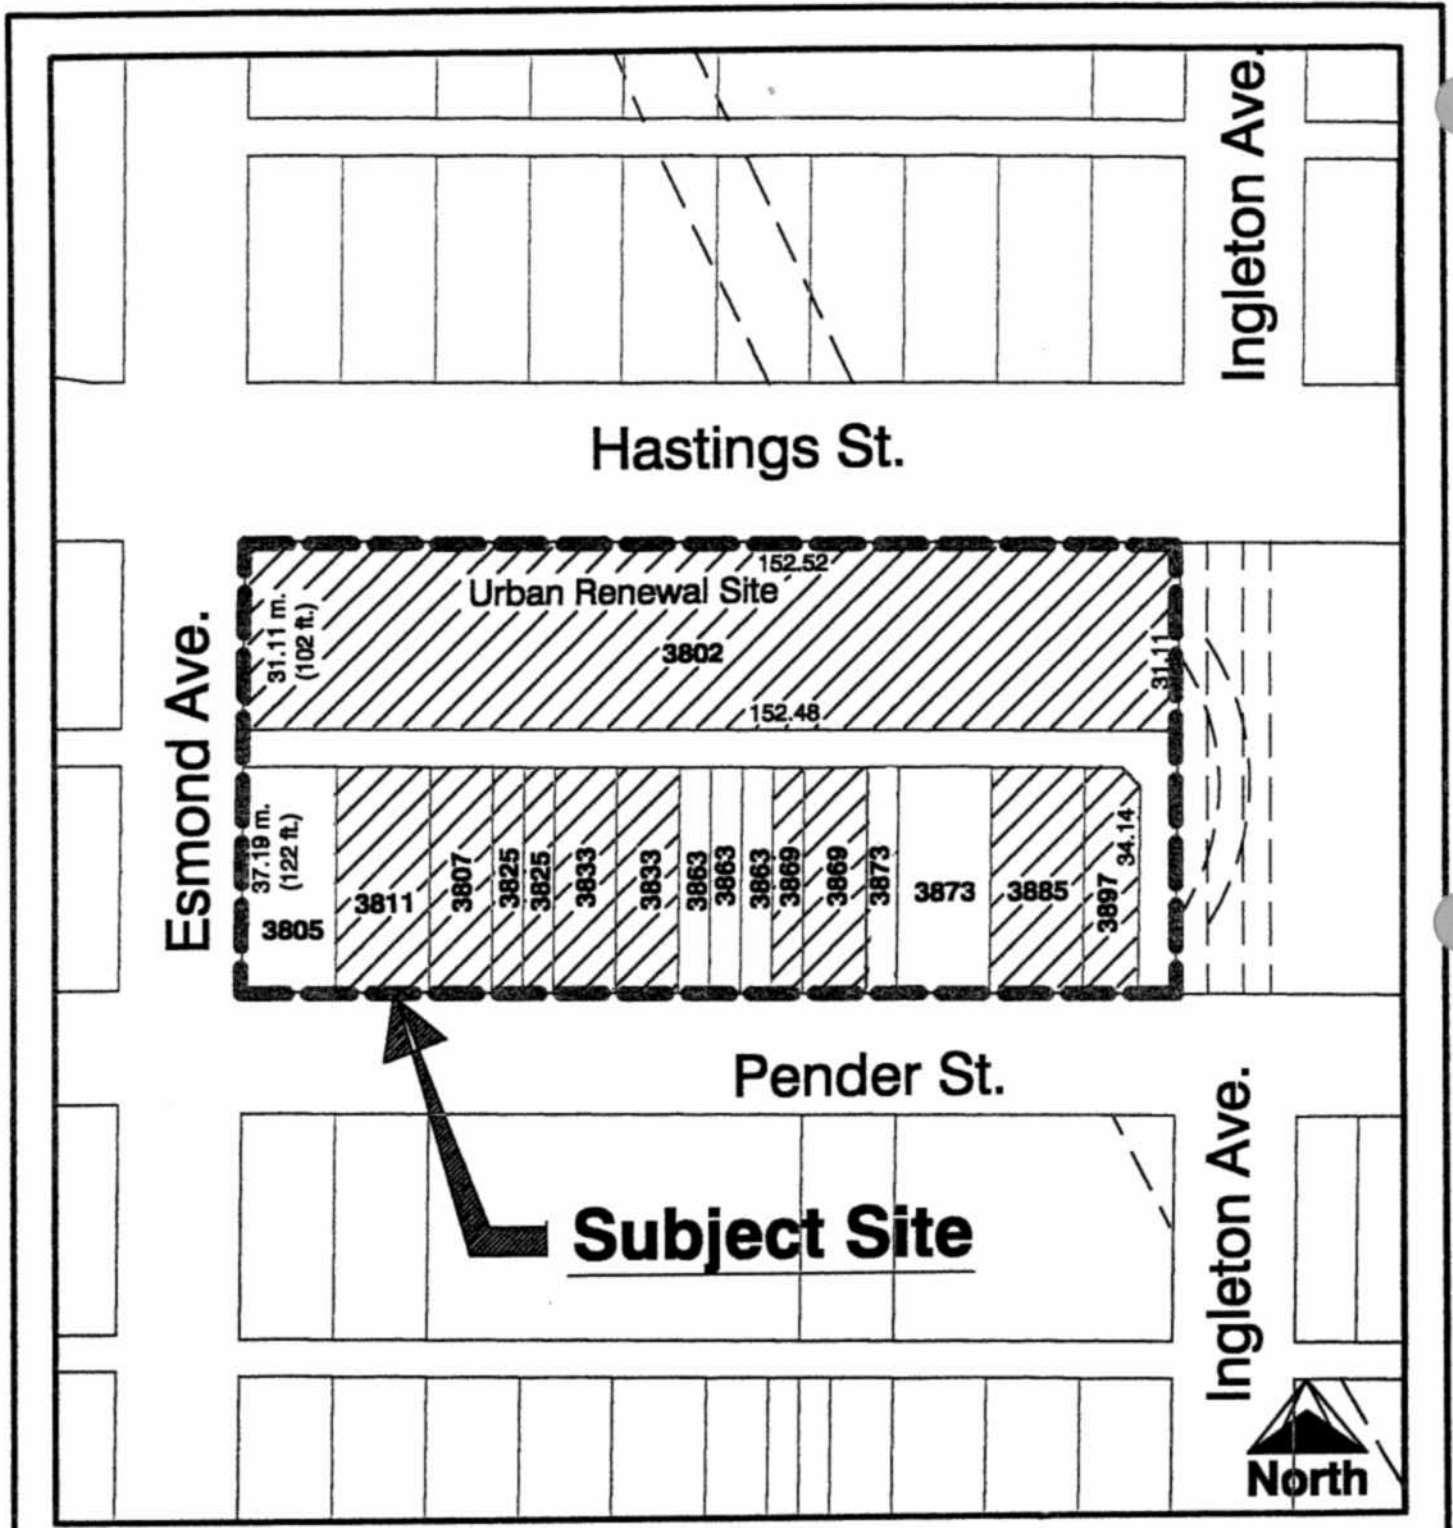 Ingleton Ave.
Hastings St.
152.52
Urban Renewal Site
31.11 m.
(102 ft.)
3802
31.11
152.48
Esmond Ave.
37.19 m.
(122 ft.)
3805
3811
3807
3825
3825
3833
3833
3863
3863
3863
3869
3869
3873
3873
3885
3897
34.14
Pender St.
Subject Site
Ingleton Ave.
North